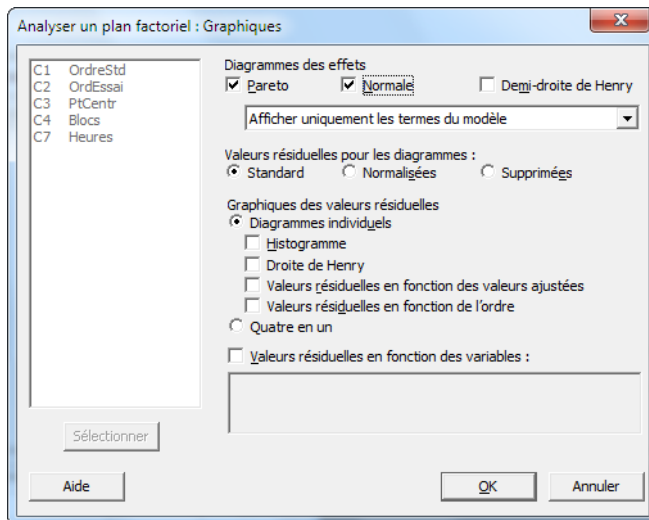 Analyser un plan factoriel : Graphiques
C1 OrdreStd
C2 OrdEssai
C3 PtCentr
C4 Blocs
C7 Heures
Diagrammes des effets
Pareto Normale Demi-droite de Henry
Afficher uniquement les termes du modèle
Valeurs résiduelles pour les diagrammes :
Standard Normalisées Supprimées
Graphiques des valeurs résiduelles
Diagrammes individuels
Histogramme
Droite de Henry
Valeurs résiduelles en fonction des valeurs ajustées
Valeurs résiduelles en fonction de l'ordre
Quatre en un
Valeurs résiduelles en fonction des variables :
Sélectionner
Aide OK Annuler